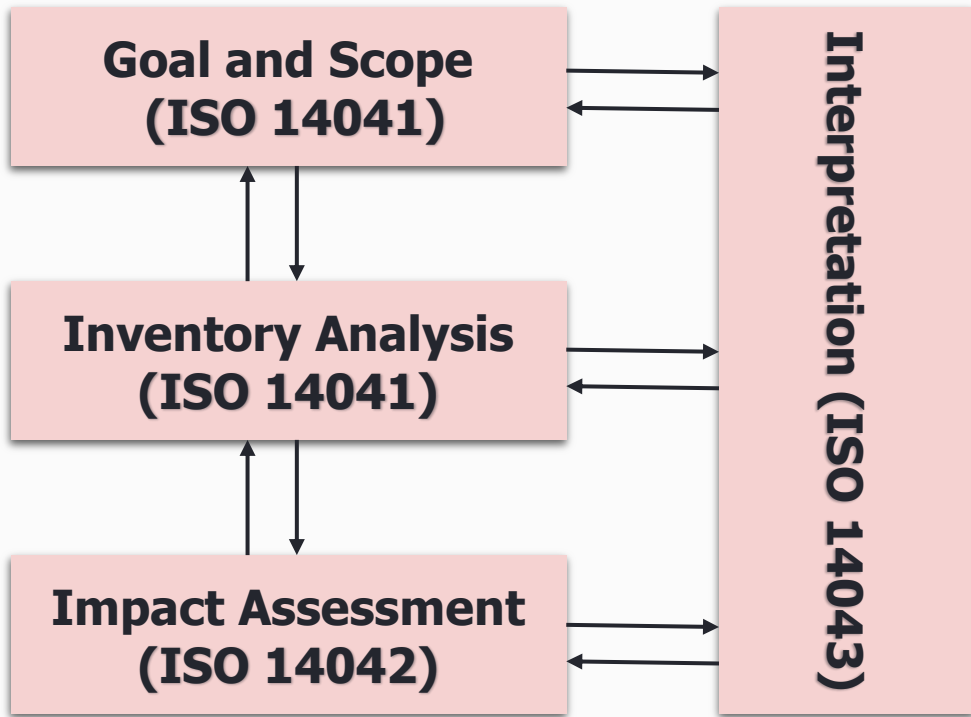 Goal and Scope
(ISO 14041)
Inventory Analysis
(ISO 14041)
Impact Assessment
(ISO 14042)
Interpretation (ISO 14043)